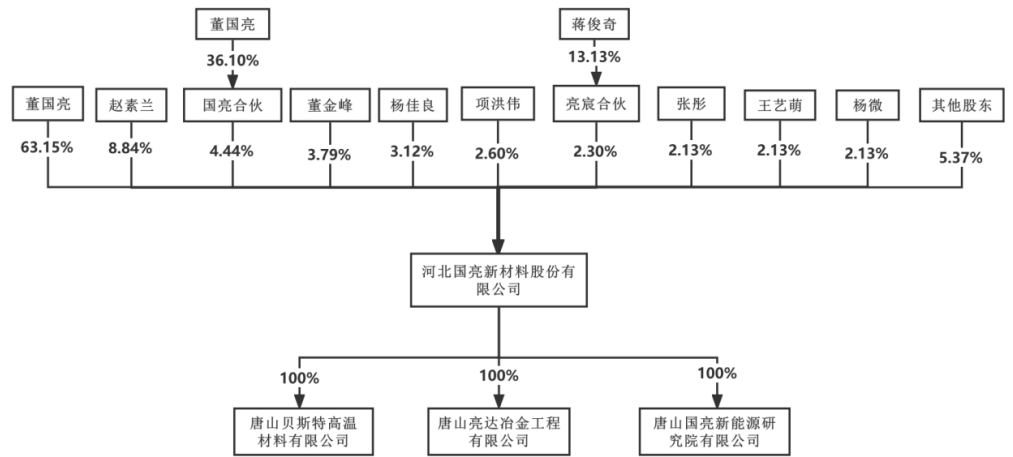 董国亮
蒋俊奇
36.10%
13.13%
董国亮
赵素兰
国亮合伙
董金峰
杨佳良
项洪伟
亮宸合伙
张彤
王艺萌
杨微
其他股东
63.15%
8.84%
4.44%
3.79%
3.12%
2.60%
2.30%
2.13%
2.13%
2.13%
5.37%
河北国亮新材料股份有
限公司
100%
100%
100%
唐山贝斯特高温
材料有限公司
唐山亮达冶金工程
有限公司
唐山国亮新能源研
究院有限公司